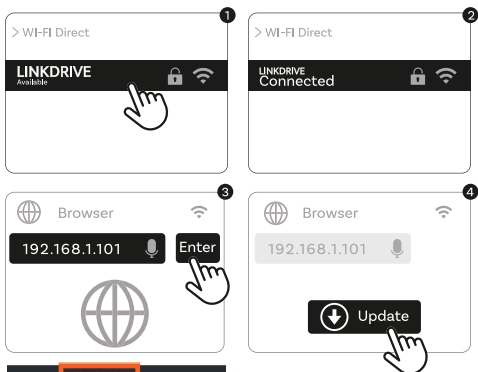 1
> WI-FI Direct
LINKDRIVE
Available
2
> WI-FI Direct
LINKDRIVE
Connected
3
Browser
192.168.1.101
Enter
4
Browser
192.168.1.101
Update